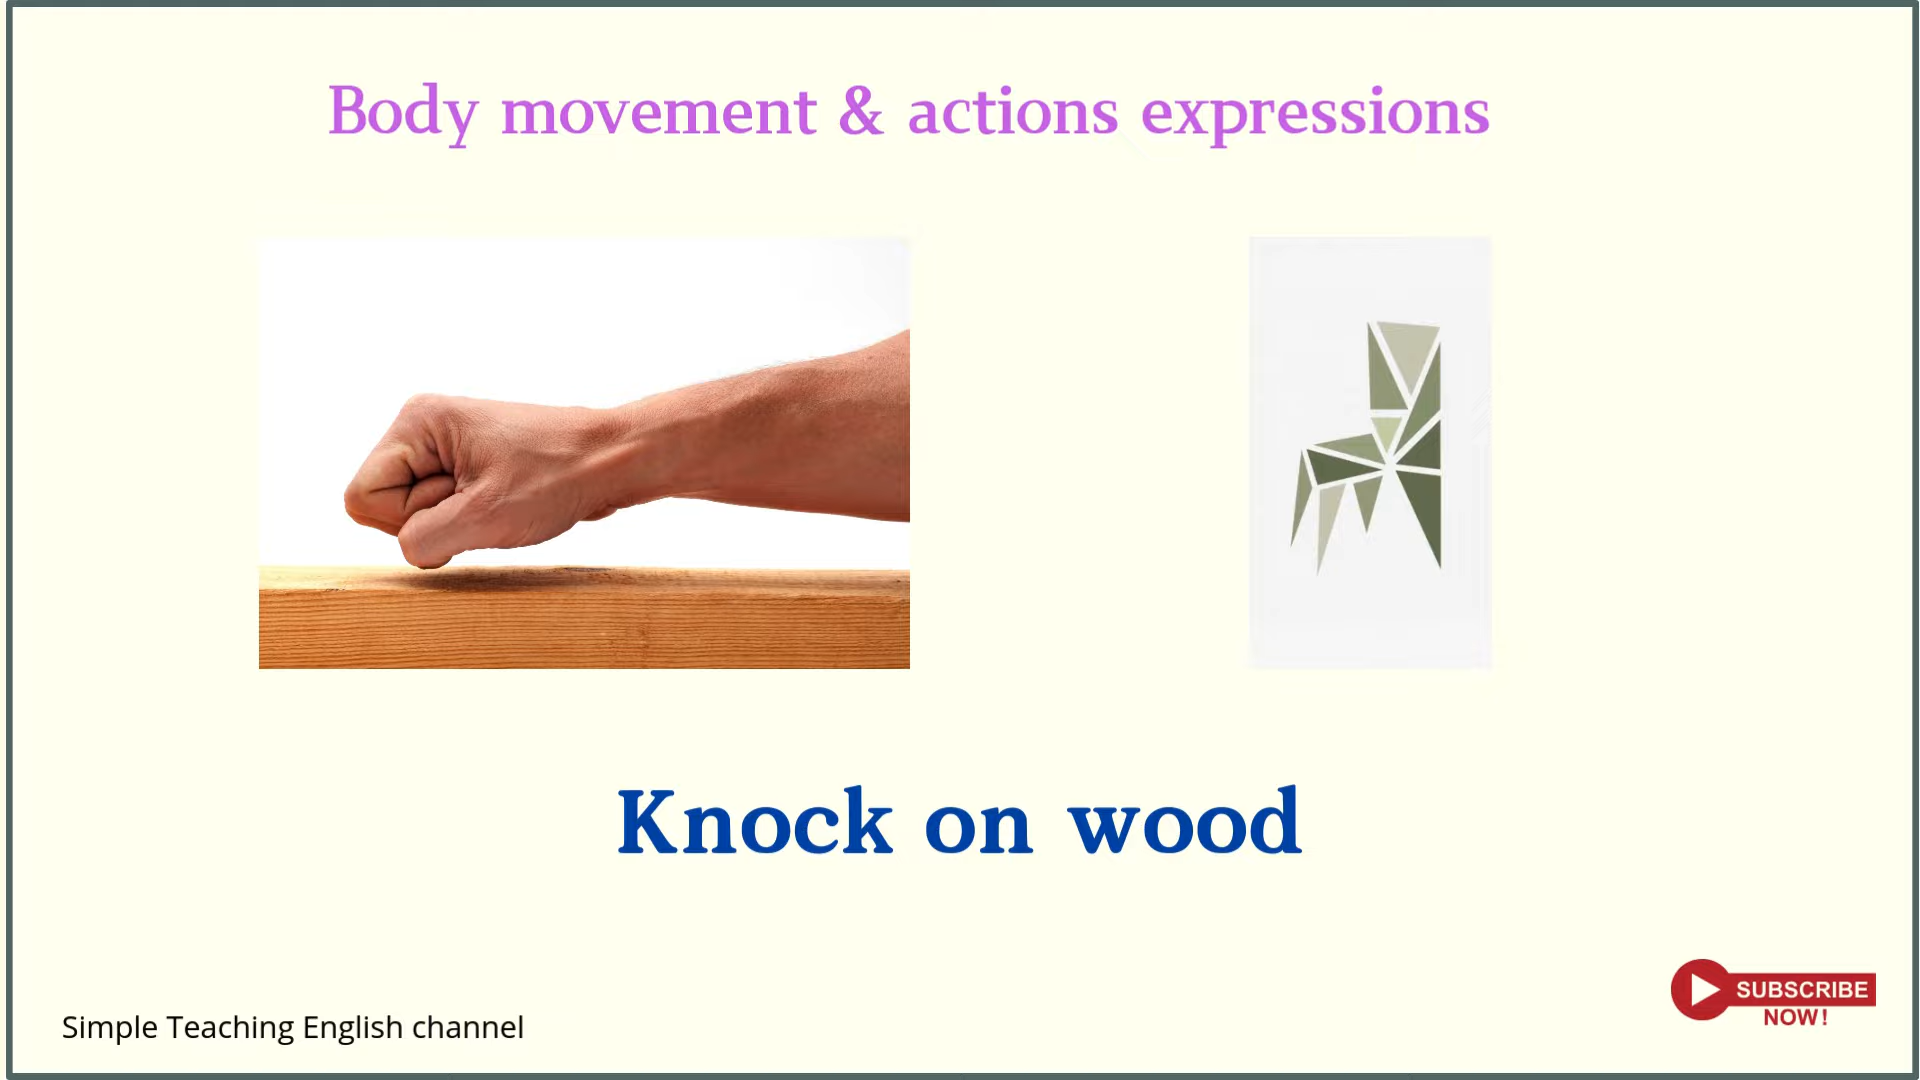 Body movement & actions expressions
Knock on wood
SUBSCRIBE
NOW!
Simple Teaching English channel